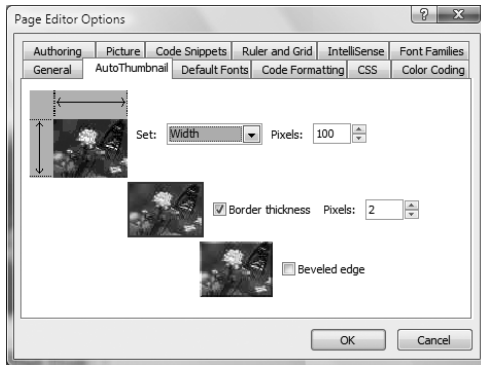 Page Editor Options
Authoring Picture Code Snippets Ruler and Grid IntelliSense Font Families
General AutoThumbnail Default Fonts Code Formatting CSS Color Coding
Set: Width Pixels: 100
Border thickness Pixels: 2
Beveled edge
OK Cancel